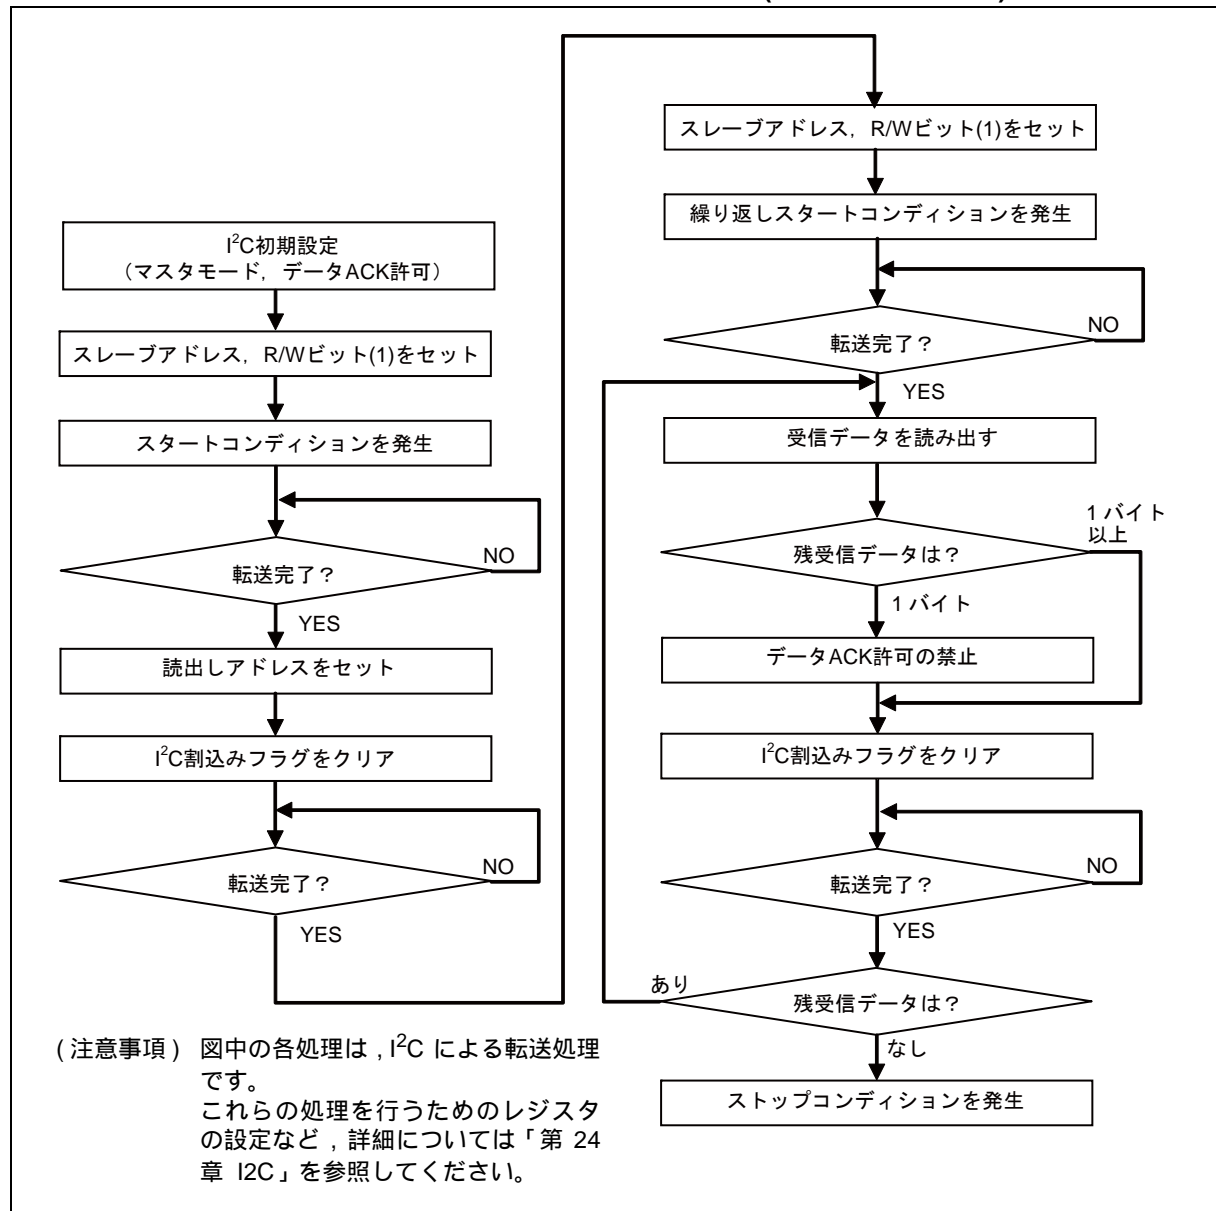 I²C初期設定
（マスタモード，データACK許可）
スレーブアドレス，R/Wビット(1)をセット
スタートコンディションを発生
転送完了？
NO
YES
読出しアドレスをセット
I²C割込みフラグをクリア
転送完了？
NO
YES
スレーブアドレス，R/Wビット(1)をセット
繰り返しスタートコンディションを発生
転送完了？
NO
YES
受信データを読み出す
残受信データは？
1 バイト
以上
1 バイト
データACK許可の禁止
I²C割込みフラグをクリア
転送完了？
NO
YES
残受信データは？
あり
なし
ストップコンディションを発生
( 注意事項 ) 図中の各処理は , I²C による転送処理
です。
これらの処理を行うためのレジスタ
の設定など , 詳細については「第 24
章 I2C」を参照してください。